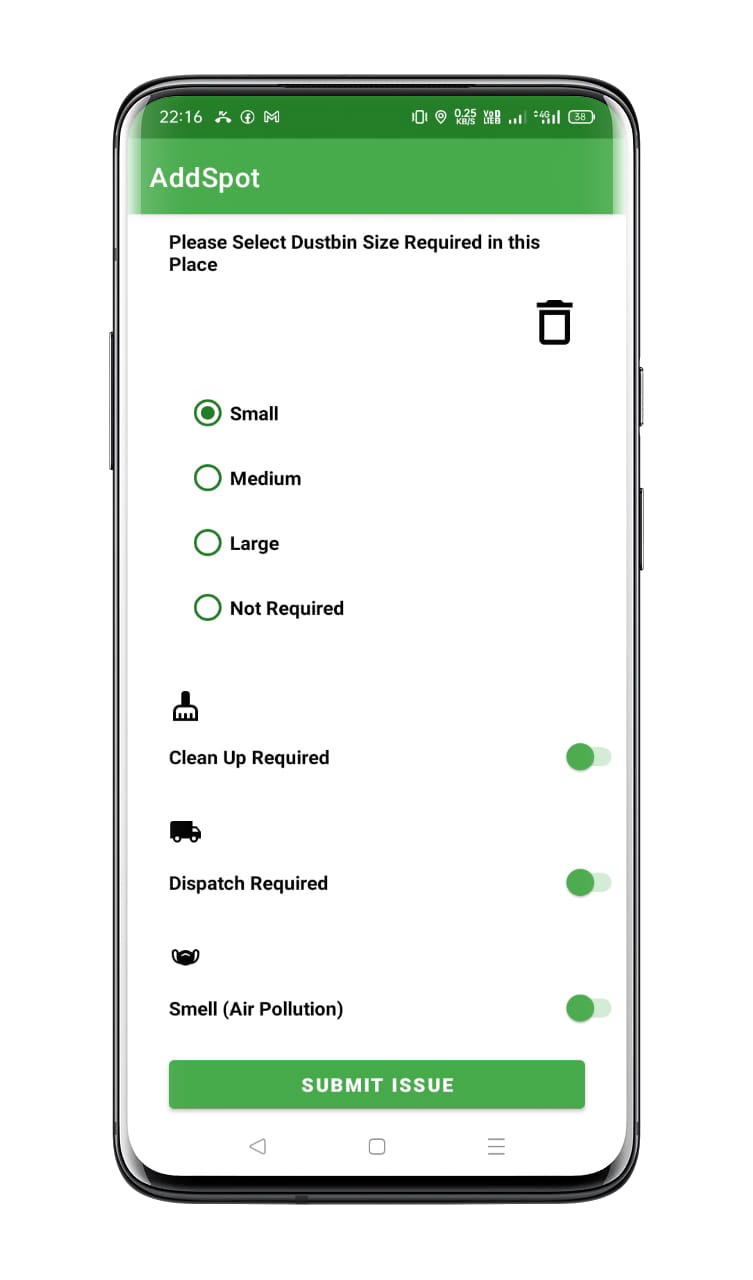 22:16 0.25 KB/S VoD LTE 4G 38
AddSpot
Please Select Dustbin Size Required in this
Place
Small
Medium
Large
Not Required
Clean Up Required
Dispatch Required
Smell (Air Pollution)
SUBMIT ISSUE